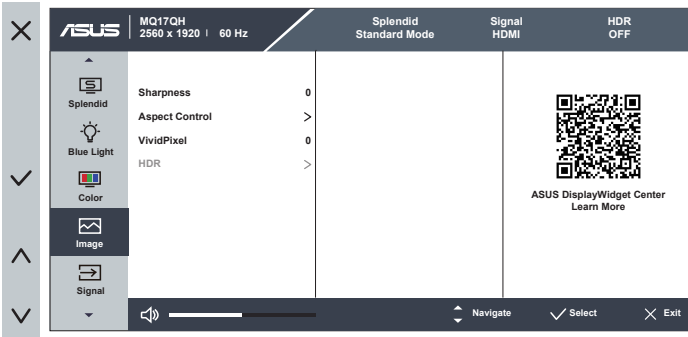 ASUS
MQ17QH
2560 x 1920 | 60 Hz
Splendid
Standard Mode
Signal
HDMI
HDR
OFF
Splendid
Blue Light
Color
Image
Signal
Sharpness 0
Aspect Control >
VividPixel 0
HDR >
ASUS DisplayWidget Center
Learn More
Navigate
Select
Exit